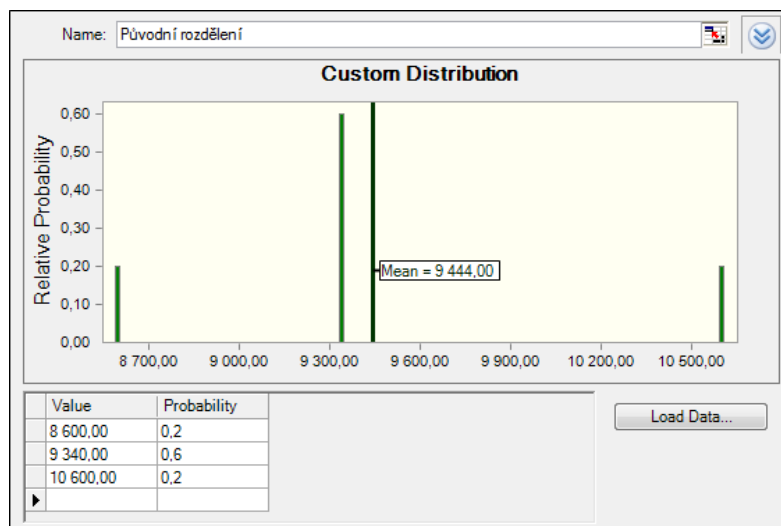 Name: Původní rozdělení
Custom Distribution
Relative Probability
0,60
0,50
0,40
0,30
0,20
0,10
0,00
Mean = 9 444,00
8 700,00 9 000,00 9 300,00 9 600,00 9 900,00 10 200,00 10 500,00
Value Probability
8 600,00 0,2
9 340,00 0,6
10 600,00 0,2
Load Data...